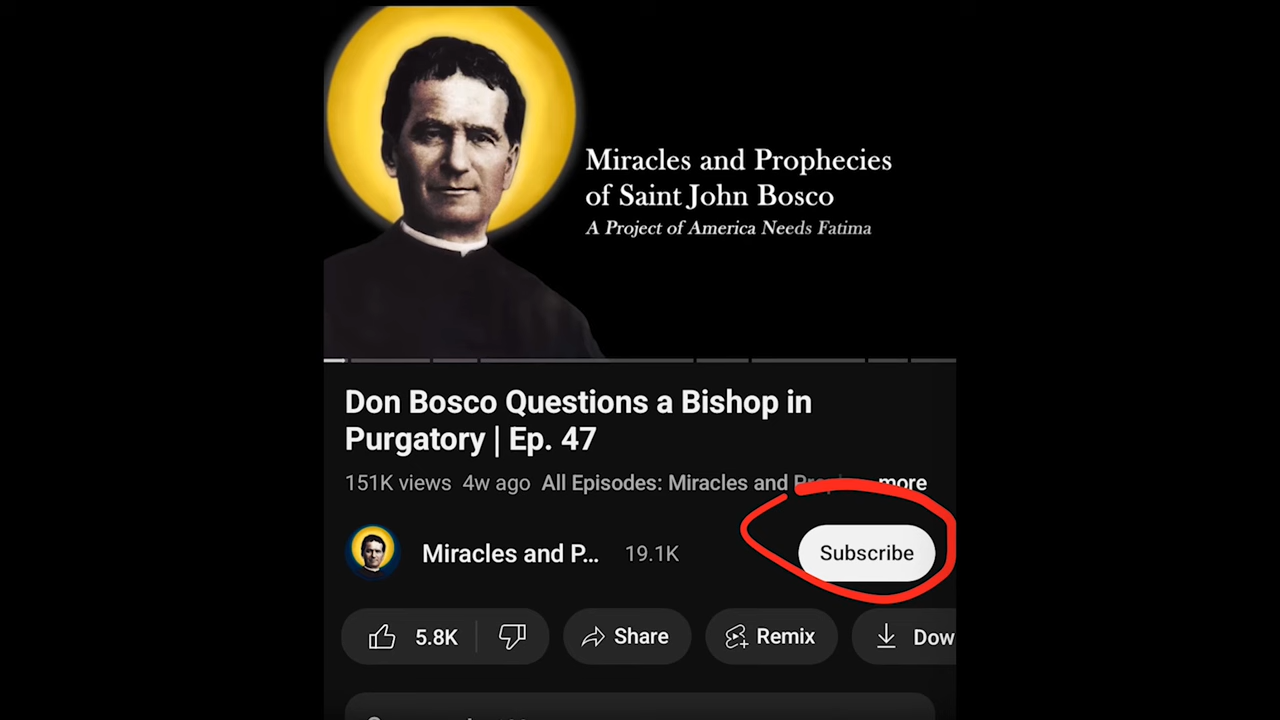 Miracles and Prophecies
of Saint John Bosco
A Project of America Needs Fatima
Don Bosco Questions a Bishop in
Purgatory | Ep. 47
151K views 4w ago All Episodes: Miracles and more
Miracles and P... 19.1K Subscribe
5.8K Share Remix Dow